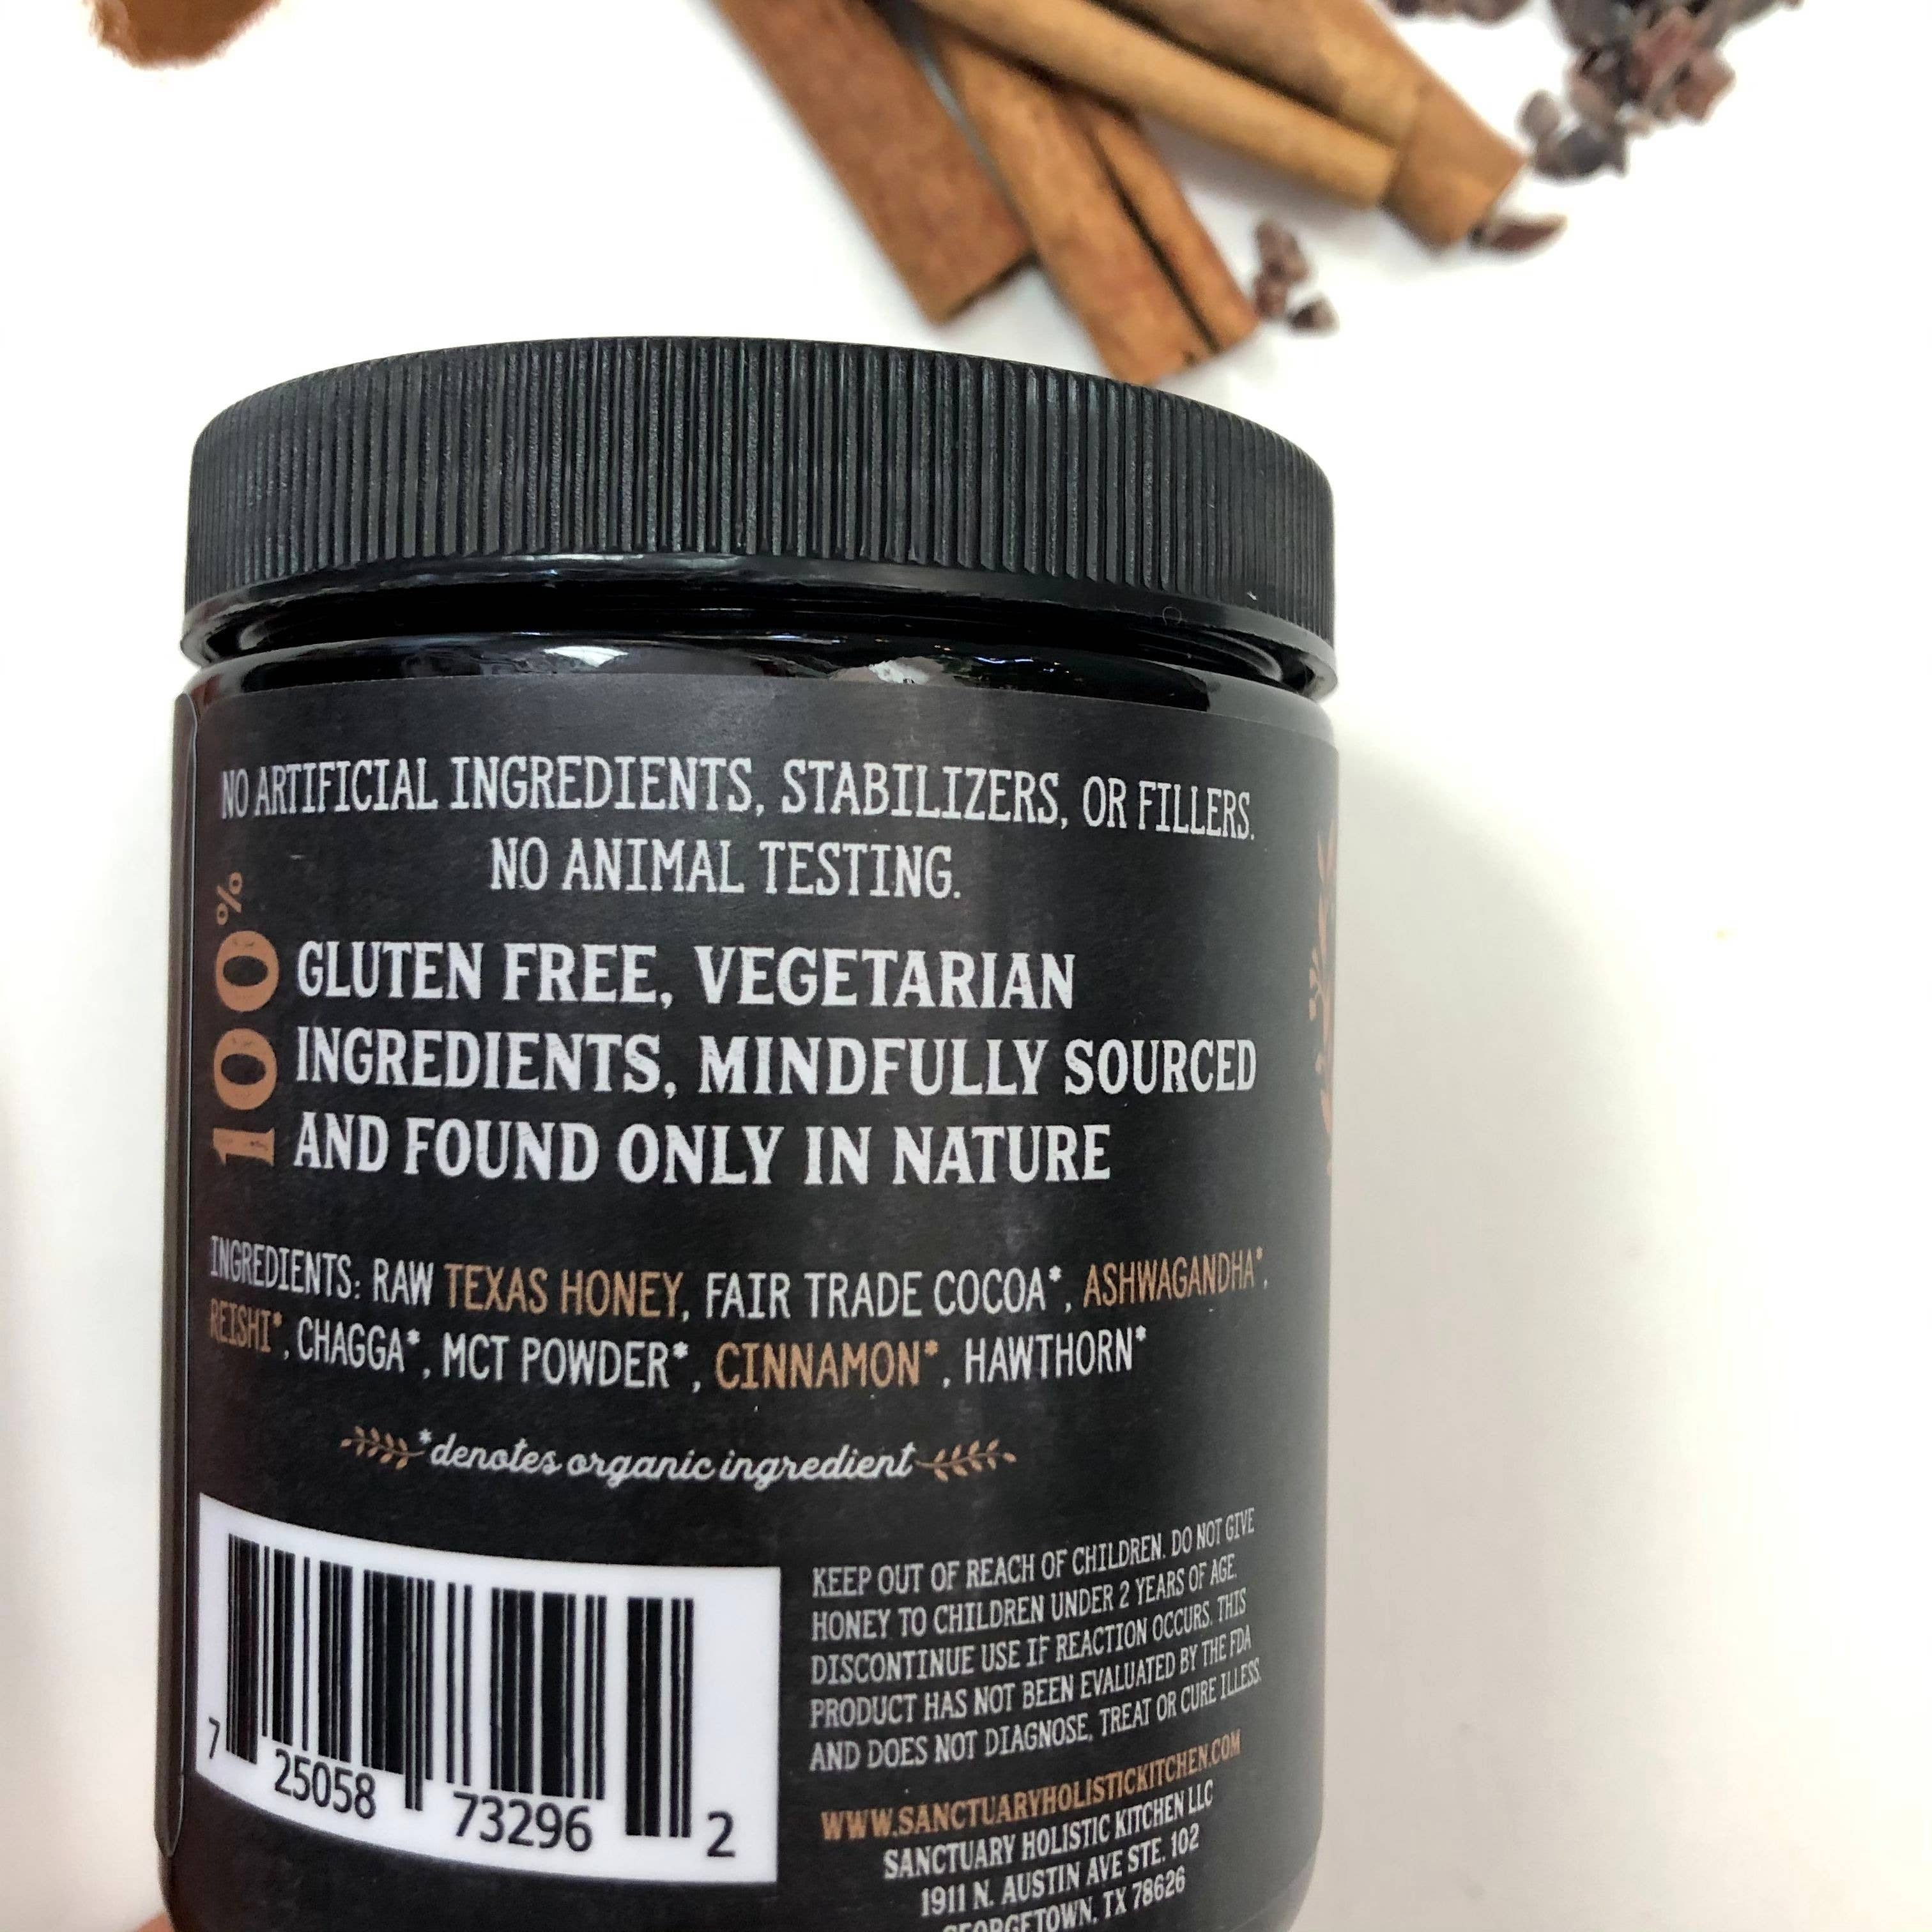 NO ARTIFICIAL INGREDIENTS, STABILIZERS, OR FILLERS.
NO ANIMAL TESTING.
100%
GLUTEN FREE, VEGETARIAN
INGREDIENTS, MINDFULLY SOURCED
AND FOUND ONLY IN NATURE
INGREDIENTS: RAW TEXAS HONEY, FAIR TRADE COCOA*, ASHWAGANDHA*,
REISHI*, CHAGGA*, MCT POWDER*, CINNAMON*, HAWTHORN*
*denotes organic ingredient
KEEP OUT OF REACH OF CHILDREN. DO NOT GIVE
HONEY TO CHILDREN UNDER 2 YEARS OF AGE.
DISCONTINUE USE IF REACTION OCCURS. THIS
PRODUCT HAS NOT BEEN EVALUATED BY THE FDA
AND DOES NOT DIAGNOSE, TREAT OR CURE ILLESS.
WWW.SANCTUARYHOLISTICKITCHEN.COM
SANCTUARY HOLISTIC KITCHEN LLC
1911 N. AUSTIN AVE STE. 102
GEORGETOWN, TX 78626
7 25058 73296 2